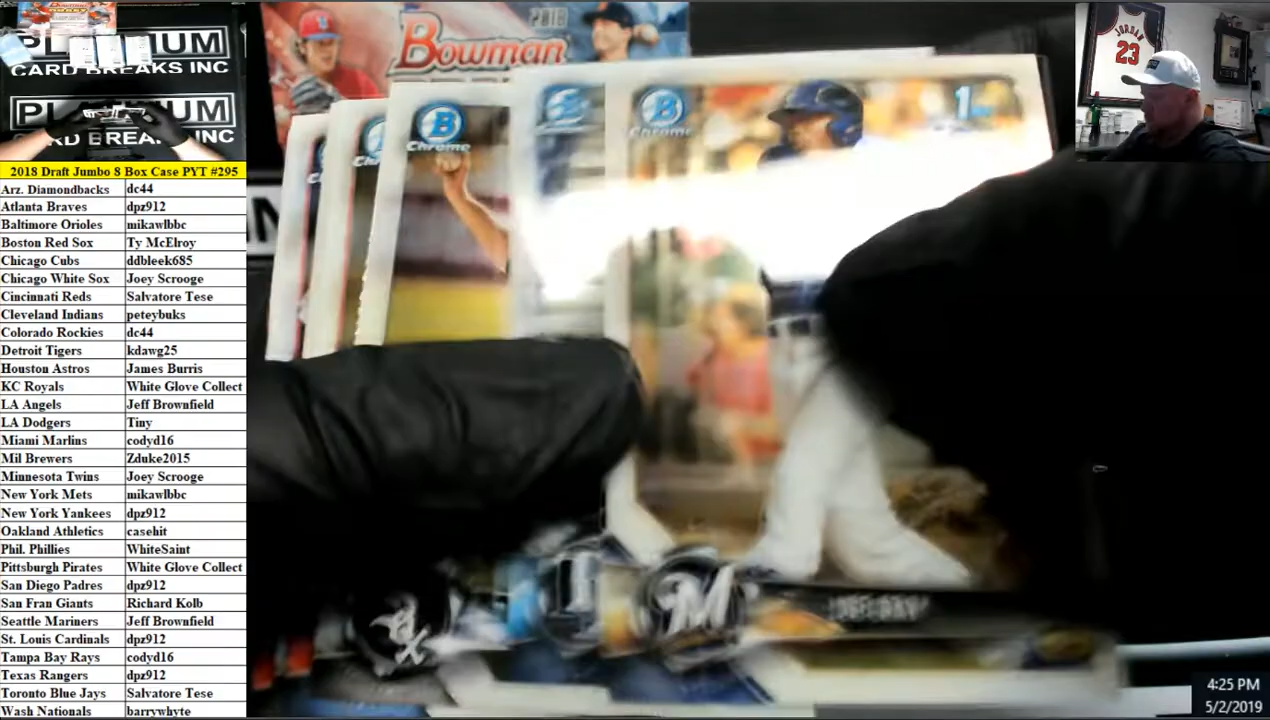 PLATINUM
CARD BREAKS INC
PLATINUM
CARD BREAKS INC
2018 Draft Jumbo 8 Box Case PYT #295
Arz. Diamondbacks dc44
Atlanta Braves dpz912
Baltimore Orioles mikawlbbc
Boston Red Sox Ty McElroy
Chicago Cubs ddbleek685
Chicago White Sox Joey Scrooge
Cincinnati Reds Salvatore Tese
Cleveland Indians peteybuks
Colorado Rockies dc44
Detroit Tigers kdawg25
Houston Astros James Burris
KC Royals White Glove Collect
LA Angels Jeff Brownfield
LA Dodgers Tiny
Miami Marlins codyd16
Mil Brewers Zduke2015
Minnesota Twins Joey Scrooge
New York Mets mikawlbbc
New York Yankees dpz912
Oakland Athletics casehit
Phil. Phillies WhiteSaint
Pittsburgh Pirates White Glove Collect
San Diego Padres dpz912
San Fran Giants Richard Kolb
Seattle Mariners Jeff Brownfield
St. Louis Cardinals dpz912
Tampa Bay Rays codyd16
Texas Rangers dpz912
Toronto Blue Jays Salvatore Tese
Wash Nationals barrywhyte
2018
Bowman
B
Chrome
B
Chrome
1st
M
JORDAN
23
4:25 PM
5/2/2019